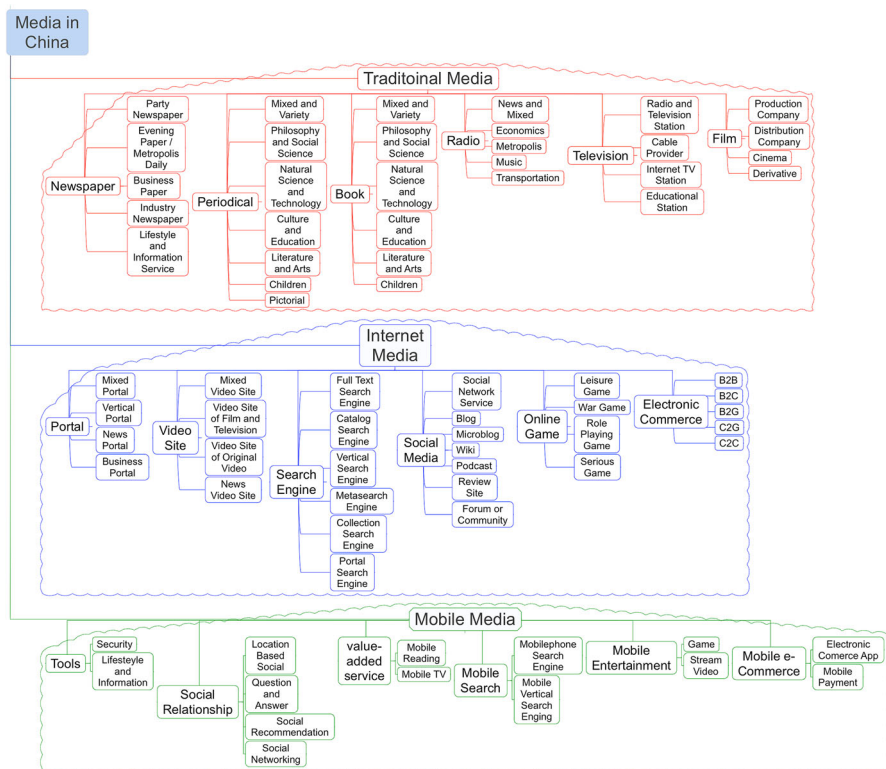 Media in
China
Traditoinal Media
Newspaper
Party
Newspaper
Evening
Paper /
Metropolis
Daily
Business
Paper
Industry
Newspaper
Lifestyle
and
Information
Service
Periodical
Mixed and
Variety
Philosophy
and Social
Science
Natural
Science
and
Technology
Culture
and
Education
Literature
and Arts
Children
Pictorial
Book
Mixed and
Variety
Philosophy
and Social
Science
Natural
Science
and
Technology
Culture
and
Education
Literature
and Arts
Children
Radio
News and
Mixed
Economics
Metropolis
Music
Transportation
Television
Radio and
Television
Station
Cable
Provider
Internet TV
Station
Educational
Station
Film
Production
Company
Distribution
Company
Cinema
Derivative
Internet
Media
Portal
Mixed
Portal
Vertical
Portal
News
Portal
Business
Portal
Video
Site
Mixed
Video Site
Video Site
of Film and
Television
Video Site
of Original
Video
News
Video Site
Search
Engine
Full Text
Search
Engine
Catalog
Search
Engine
Vertical
Search
Engine
Metasearch
Engine
Collection
Search
Engine
Portal
Search
Engine
Social
Media
Social
Network
Service
Blog
Microblog
Wiki
Podcast
Review
Site
Forum or
Community
Online
Game
Leisure
Game
War Game
Role
Playing
Game
Serious
Game
Electronic
Commerce
B2B
B2C
B2G
C2G
C2C
Mobile Media
Tools
Security
Lifesteyle
and
Information
Social
Relationship
Location
Based
Social
Question
and
Answer
Social
Recommendation
Social
Networking
value-
added
service
Mobile
Reading
Mobile TV
Mobile
Search
Mobilephone
Search
Engine
Mobile
Vertical
Search
Enging
Mobile
Entertainment
Game
Stream
Video
Mobile e-
Commerce
Electronic
Comerce App
Mobile
Payment